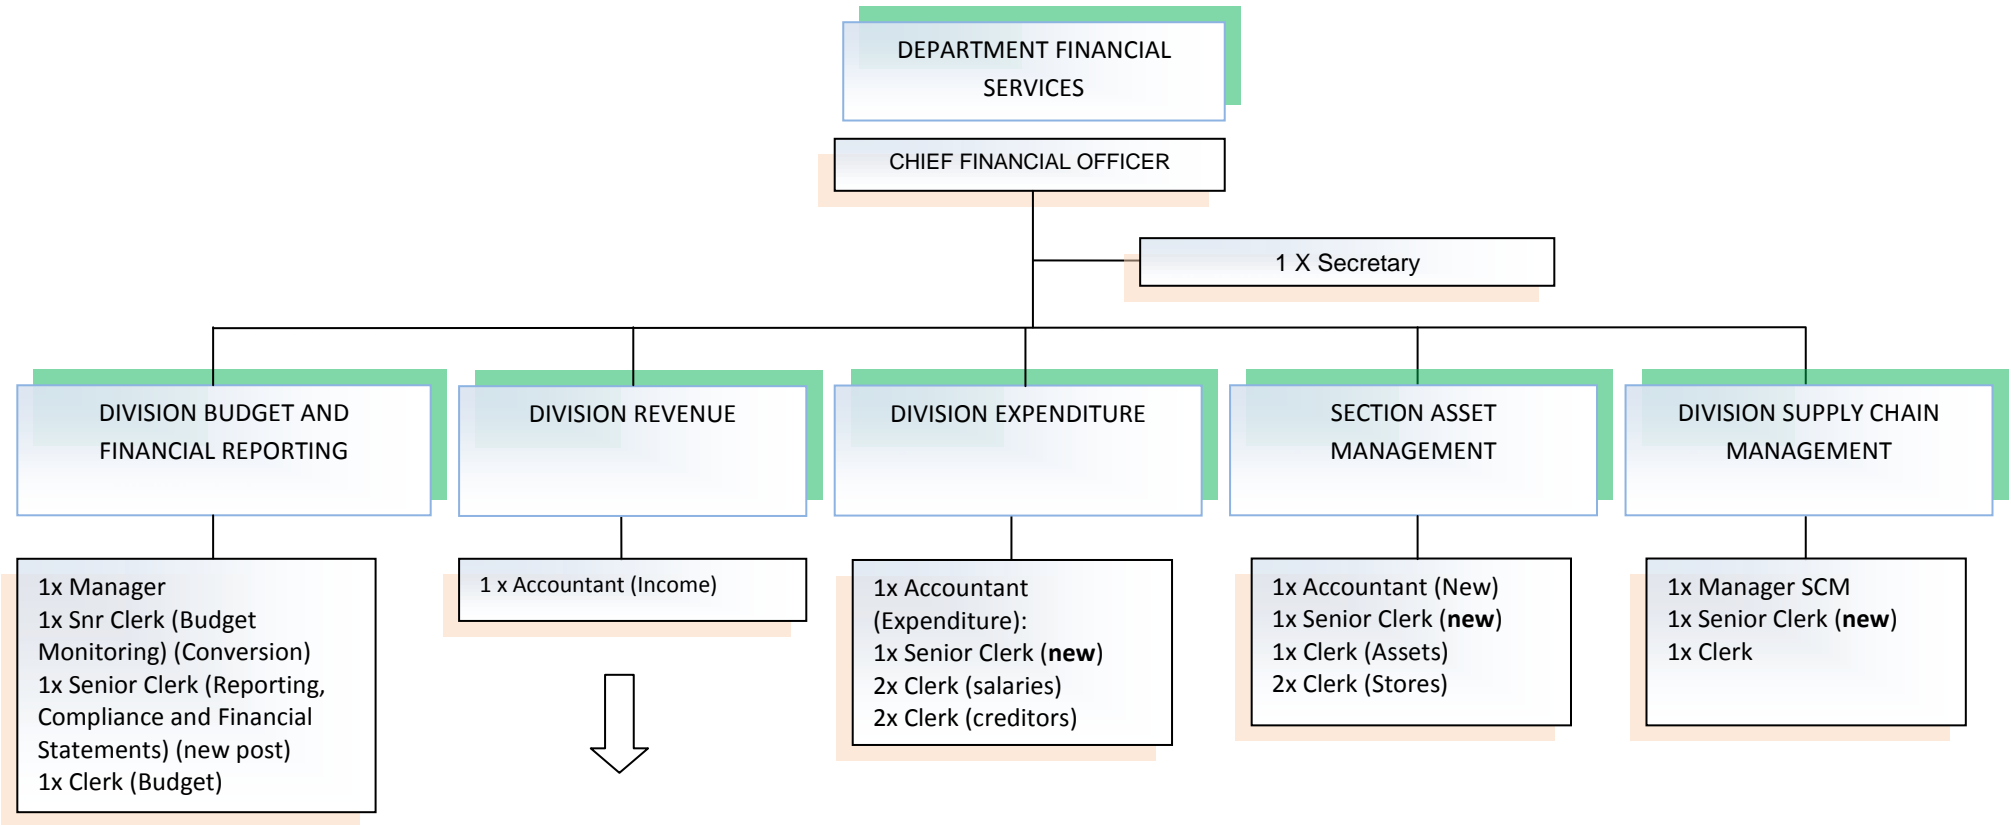 DEPARTMENT FINANCIAL
SERVICES
CHIEF FINANCIAL OFFICER
1 X Secretary
DIVISION BUDGET AND
FINANCIAL REPORTING
DIVISION REVENUE
DIVISION EXPENDITURE
SECTION ASSET
MANAGEMENT
DIVISION SUPPLY CHAIN
MANAGEMENT
1x Manager
1x Snr Clerk (Budget
Monitoring) (Conversion)
1x Senior Clerk (Reporting,
Compliance and Financial
Statements) (new post)
1x Clerk (Budget)
1 x Accountant (Income)
1x Accountant
(Expenditure):
1x Senior Clerk (new)
2x Clerk (salaries)
2x Clerk (creditors)
1x Accountant (New)
1x Senior Clerk (new)
1x Clerk (Assets)
2x Clerk (Stores)
1x Manager SCM
1x Senior Clerk (new)
1x Clerk